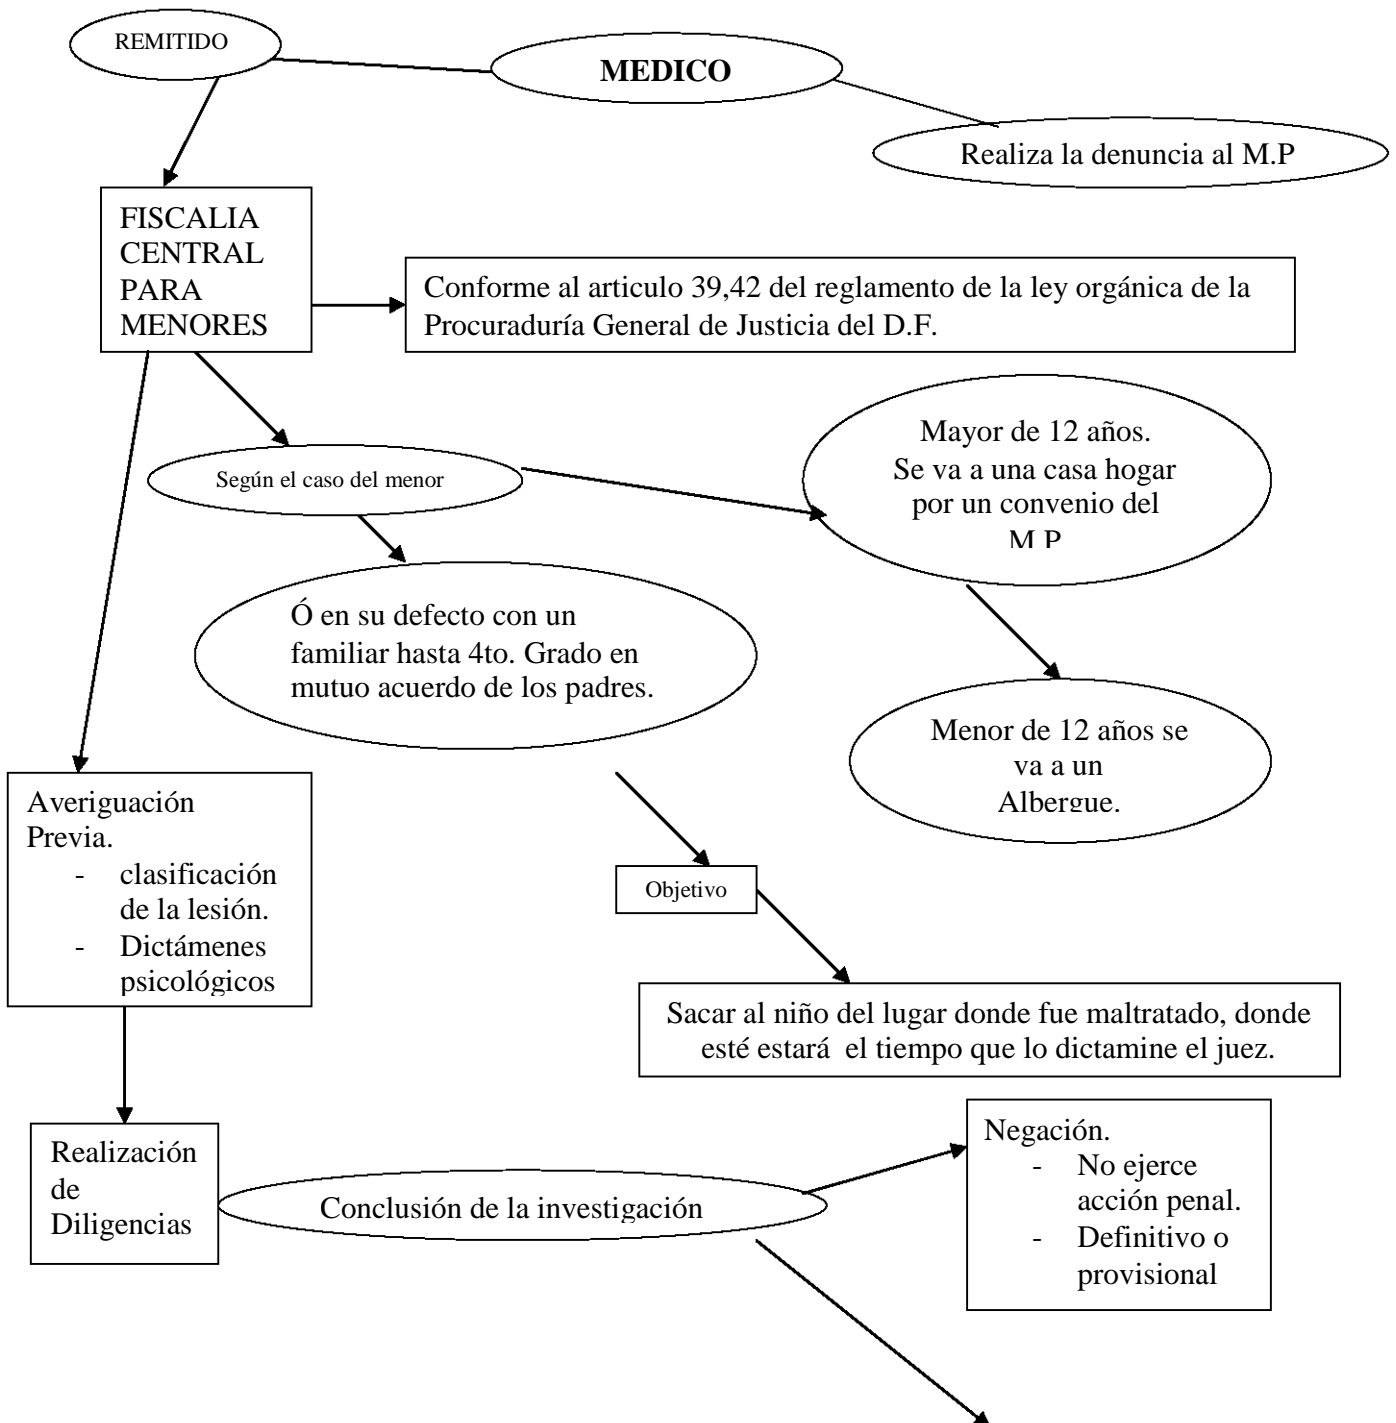 REMITIDO
MEDICO
Realiza la denuncia al M.P
FISCALIA
CENTRAL
PARA
MENORES
Conforme al articulo 39,42 del reglamento de la ley orgánica de la
Procuraduría General de Justicia del D.F.
Según el caso del menor
Mayor de 12 años.
Se va a una casa hogar
por un convenio del
M.P
Ó en su defecto con un
familiar hasta 4to. Grado en
mutuo acuerdo de los padres.
Menor de 12 años se
va a un
Albergue.
Averiguación
Previa.
- clasificación
de la lesión.
- Dictámenes
psicológicos
Objetivo
Sacar al niño del lugar donde fue maltratado, donde
esté estará el tiempo que lo dictamine el juez.
Realización
de
Diligencias
Conclusión de la investigación
Negación.
- No ejerce
acción penal.
- Definitivo o
provisional